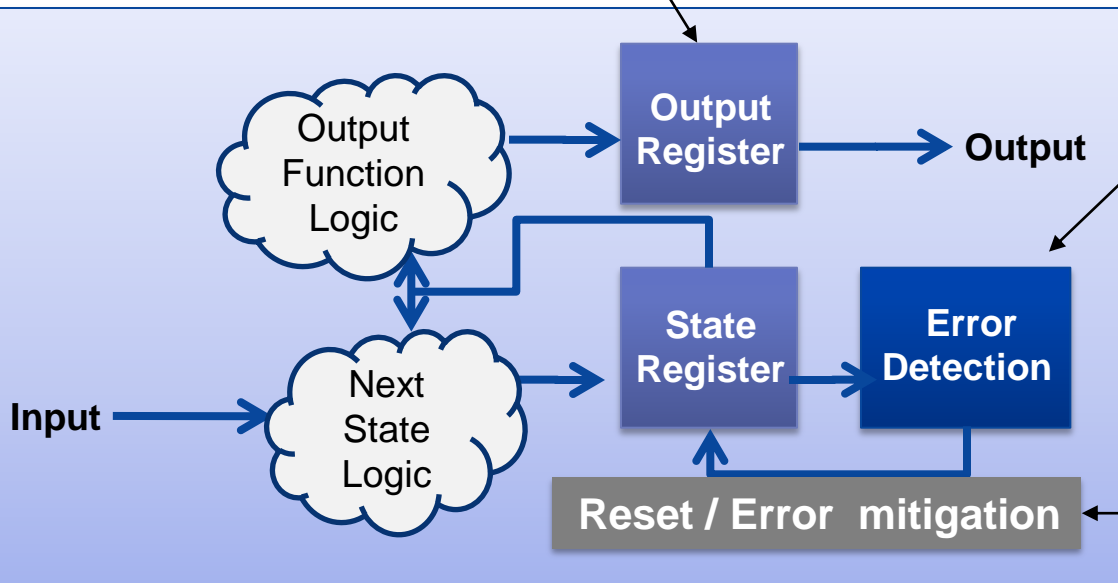 Output
Function
Logic
Output
Register
Output
Input
Next
State
Logic
State
Register
Error
Detection
Reset / Error mitigation